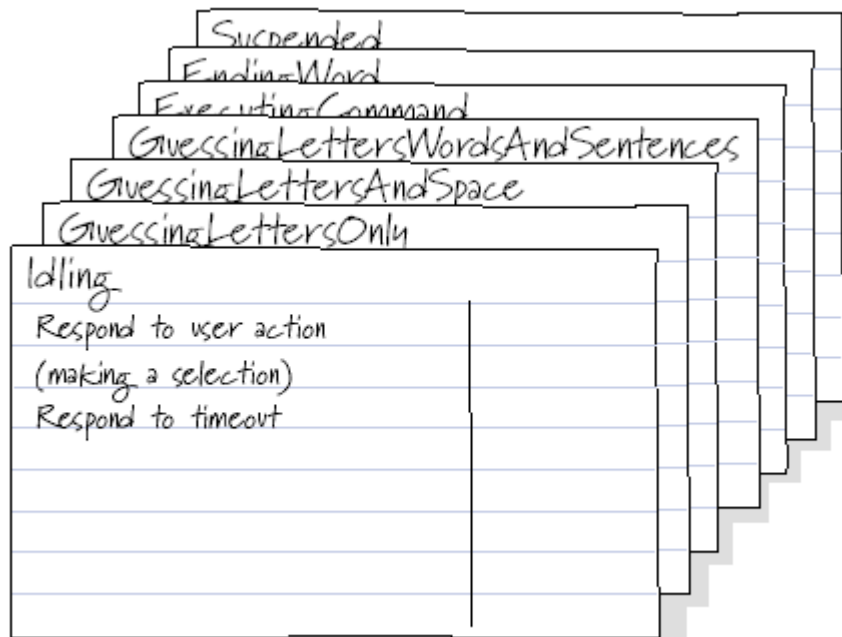 Suspended
EndingWord
ExecutingCommand
GuessingLettersWordsAndSentences
GuessingLettersAndSpace
GuessingLettersOnly
Idling
Respond to user action
(making a selection)
Respond to timeout